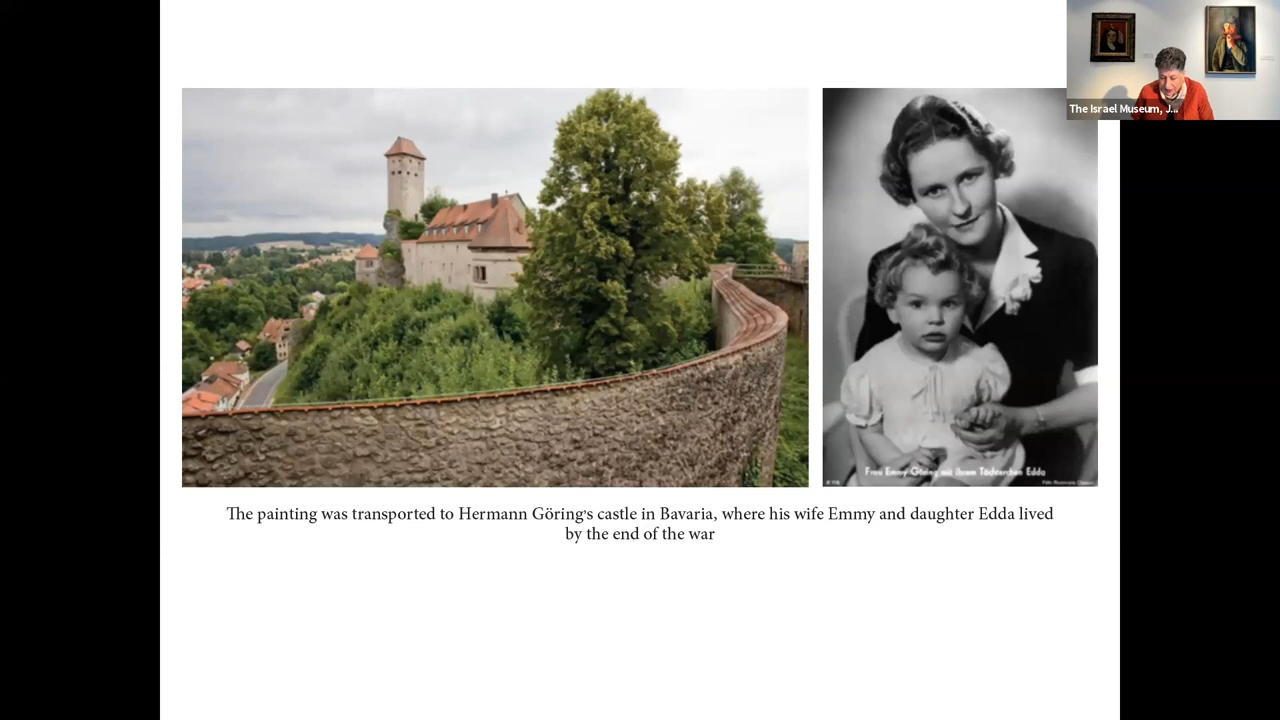 The Israel Museum, J...
Frau Emmy Göring mit ihrem Töchterchen Edda
The painting was transported to Hermann Göring's castle in Bavaria, where his wife Emmy and daughter Edda lived
by the end of the war